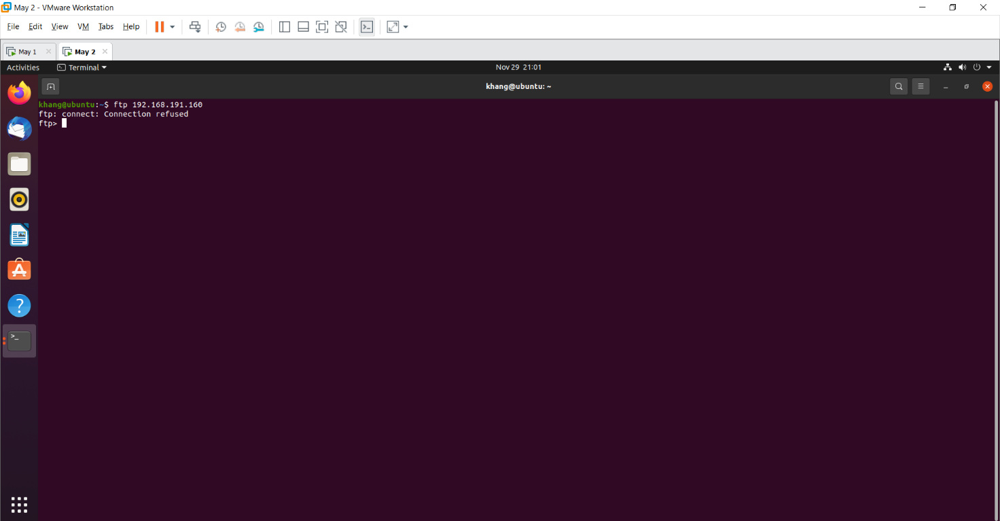 May 2 - VMware Workstation
File Edit View VM Tabs Help
May 1 May 2
Activities Terminal Nov 29 21:01
khang@ubuntu: ~
khang@ubuntu:~$ ftp 192.168.191.160
ftp: connect: Connection refused
ftp>